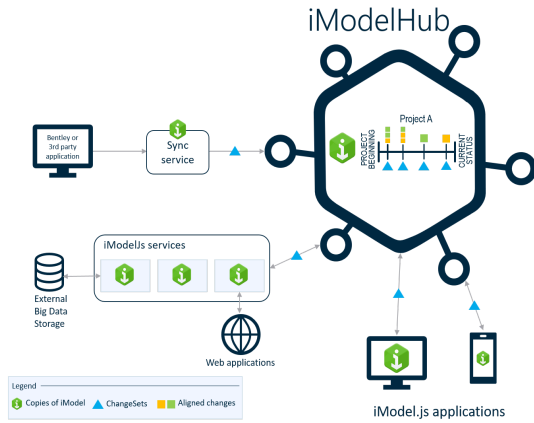 iModelHub
Project A
PROJECT
BEGINNING
CURRENT
STATUS
Bentley or
3rd party
application
Sync
service
iModelJs services
External
Big Data
Storage
Web applications
iModel.js applications
Legend
Copies of iModel
ChangeSets
Aligned changes